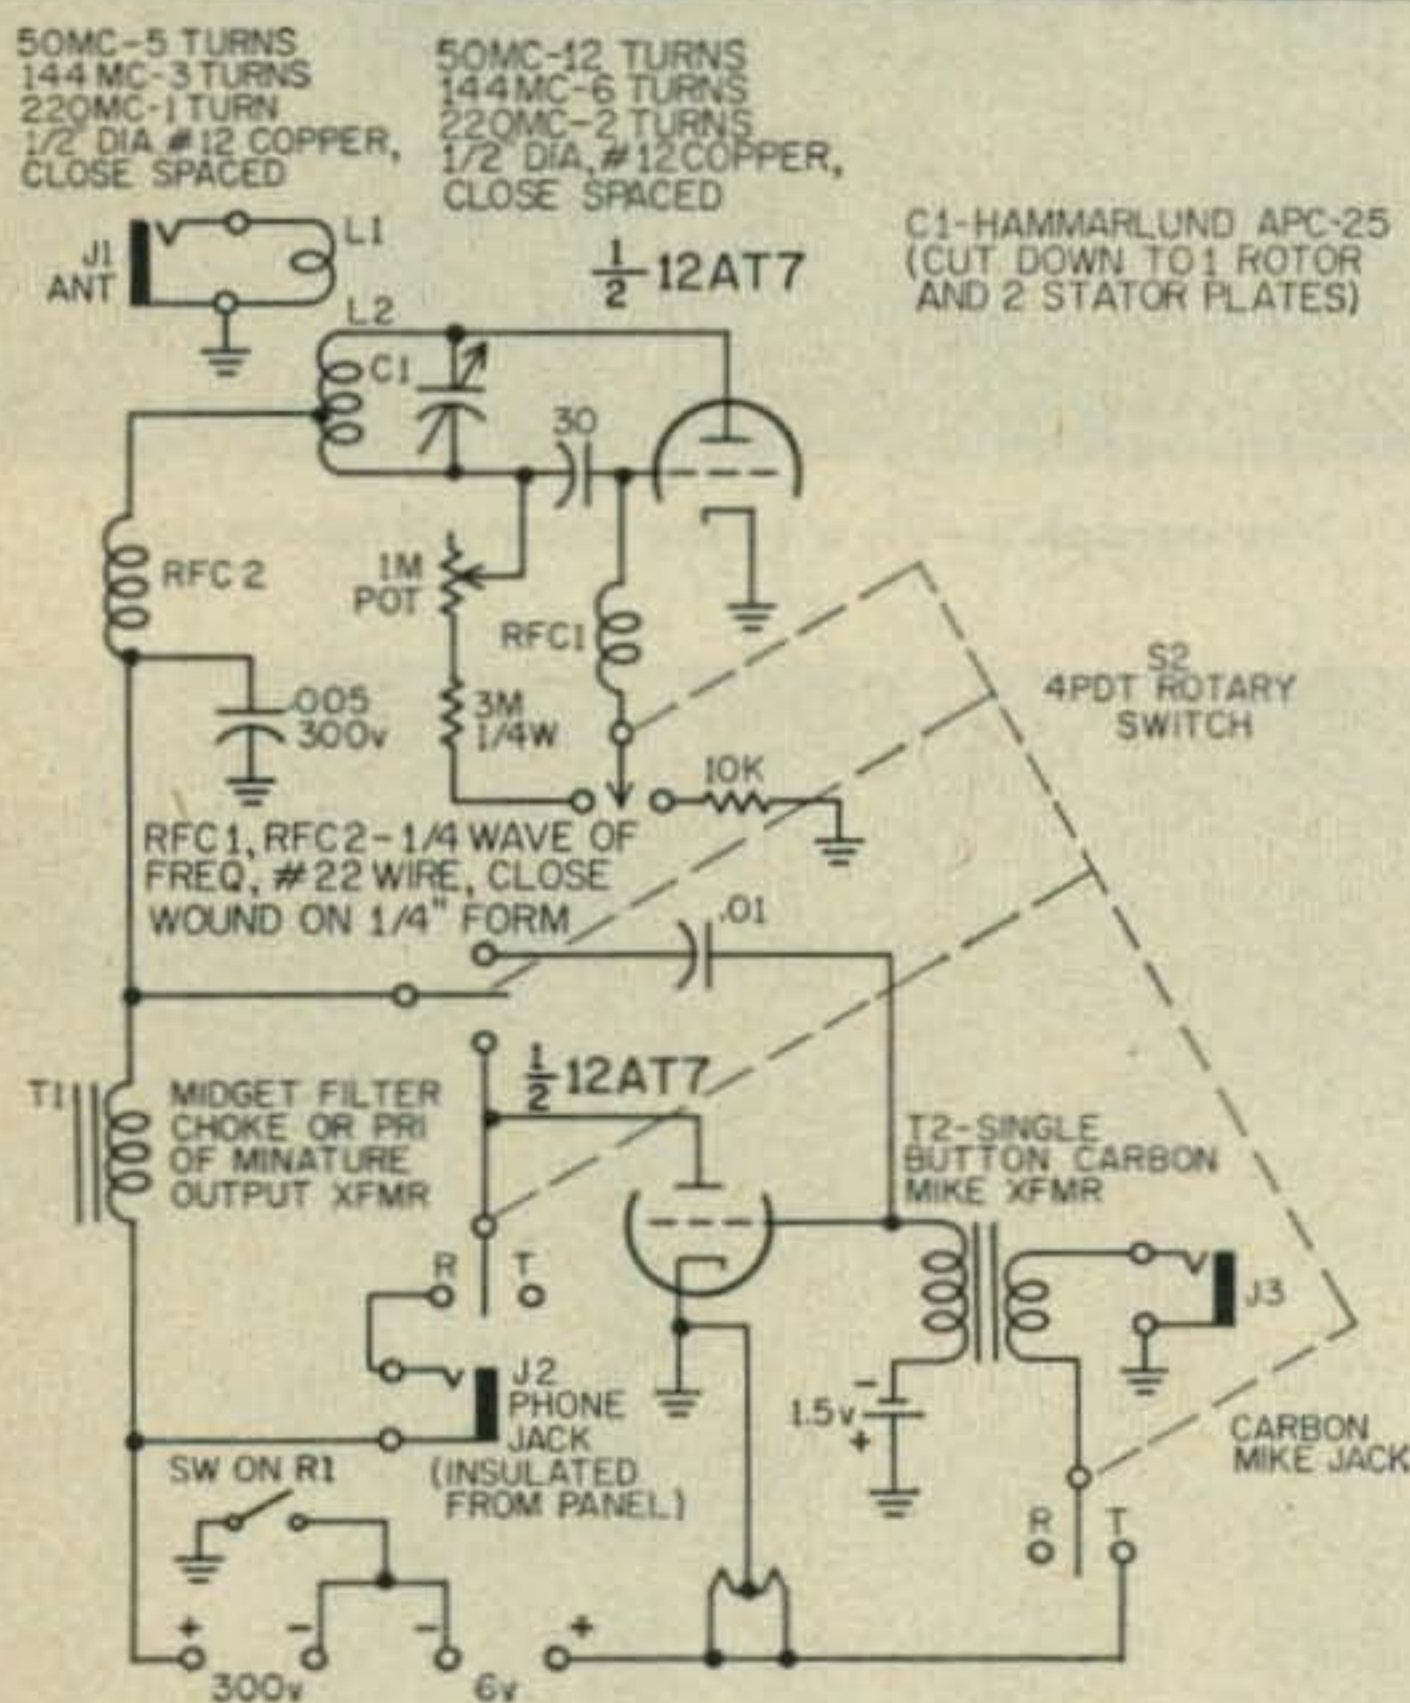 50MC-5 TURNS
144MC-3 TURNS
220MC-1 TURN
1/2" DIA #12 COPPER,
CLOSE SPACED
50MC-12 TURNS
144MC-6 TURNS
220MC-2 TURNS
1/2" DIA, #12 COPPER,
CLOSE SPACED
C1-HAMMARLUND APC-25
(CUT DOWN TO 1 ROTOR
AND 2 STATOR PLATES)
J1
ANT
L1
1/2 12AT7
L2
C1
30
RFC 2
1M
POT
RFC1
.005
300v
3M
1/4W
10K
S2
4PDT ROTARY
SWITCH
RFC1, RFC2-1/4 WAVE OF
FREQ, #22 WIRE, CLOSE
WOUND ON 1/4" FORM
.01
T1
MIDGET FILTER
CHOKE OR PRI
OF MINATURE
OUTPUT XFMR
1/2 12AT7
T2-SINGLE
BUTTON CARBON
MIKE XFMR
R T
J3
J2
PHONE
JACK
(INSULATED
FROM PANEL)
1.5v
-
+
CARBON
MIKE JACK
SW ON R1
R T
+ - - +
300v 6v